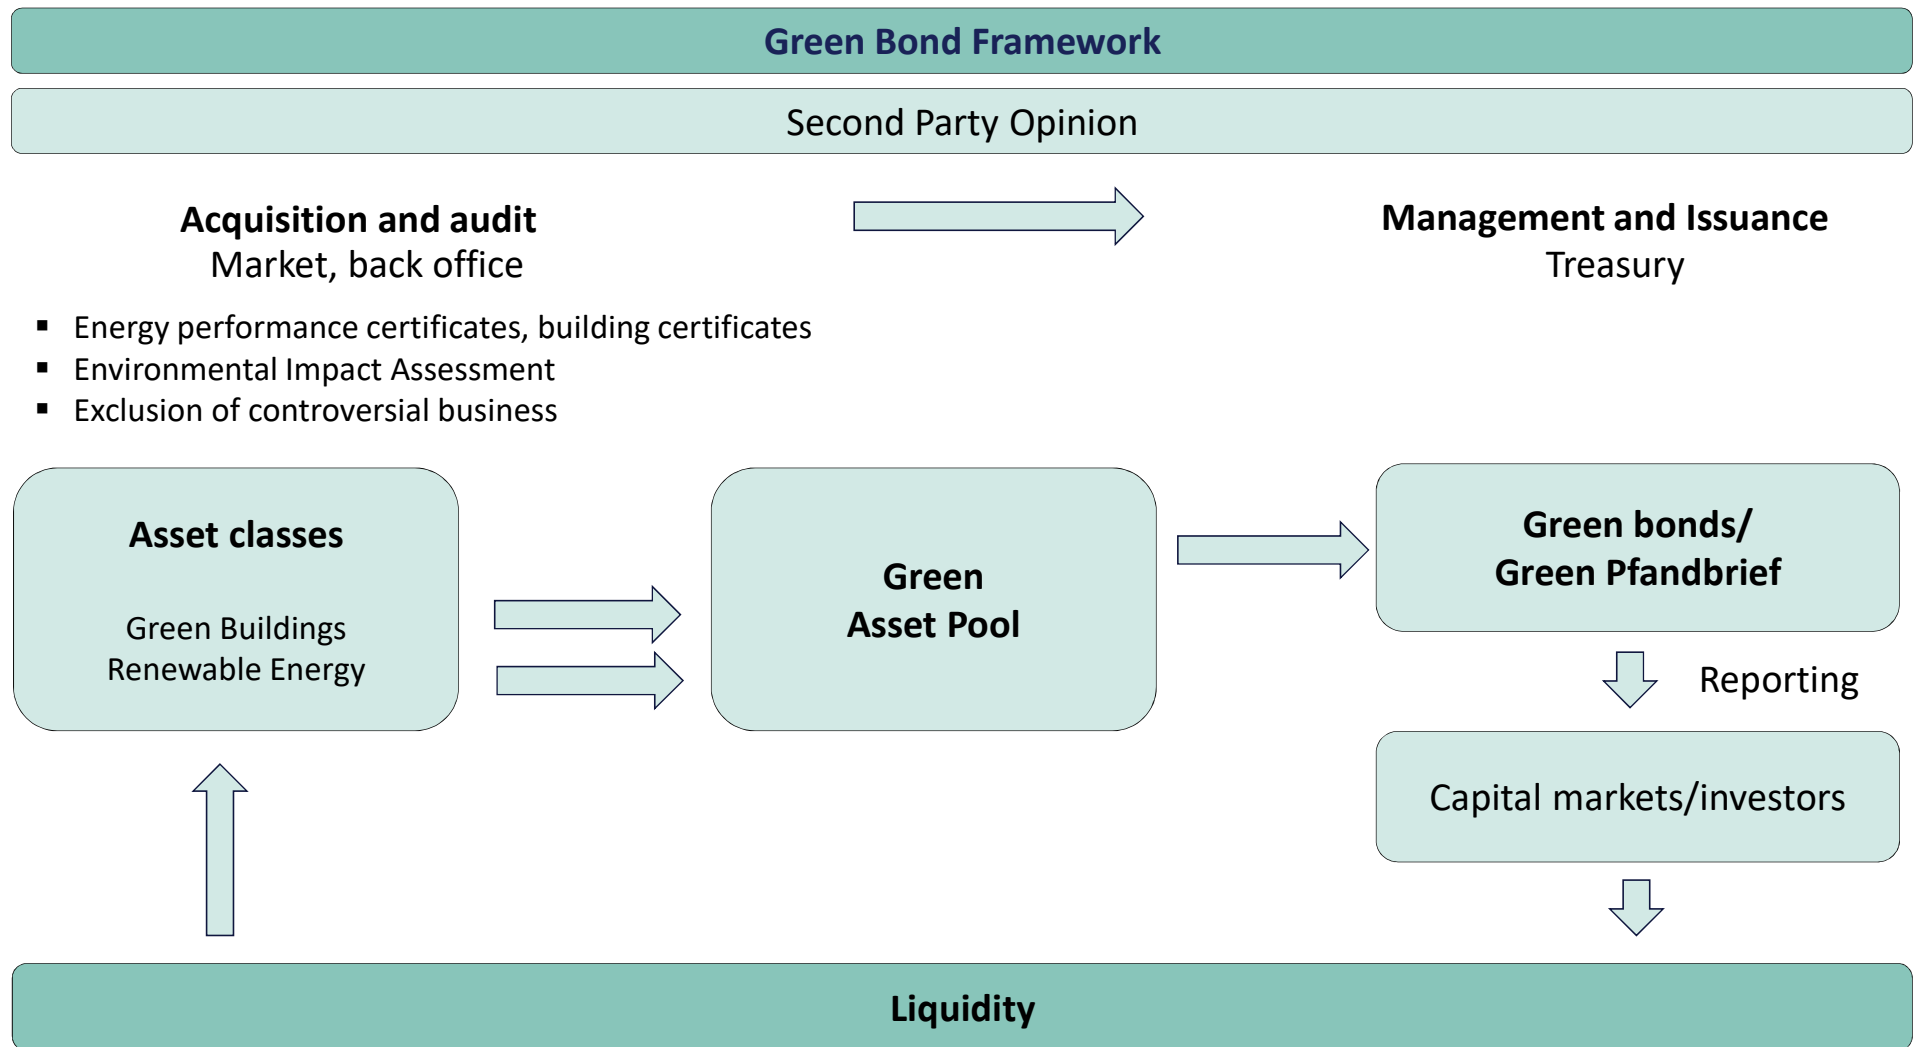 Green Bond Framework
Second Party Opinion
Acquisition and audit
Market, back office
Management and Issuance
Treasury
▪ Energy performance certificates, building certificates
▪ Environmental Impact Assessment
▪ Exclusion of controversial business
Asset classes
Green Buildings
Renewable Energy
Green
Asset Pool
Green bonds/
Green Pfandbrief
Reporting
Capital markets/investors
Liquidity